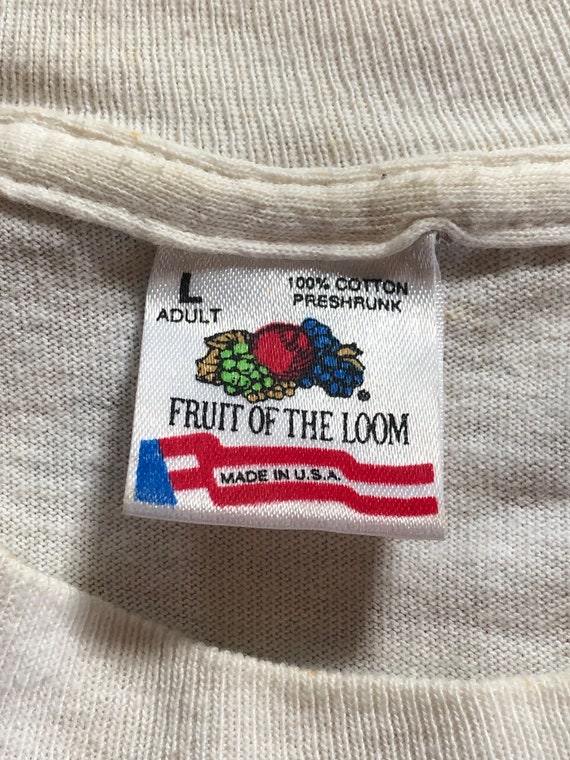 L
ADULT
100% COTTON
PRESHRUNK
®
FRUIT OF THE LOOM
MADE IN U.S.A.